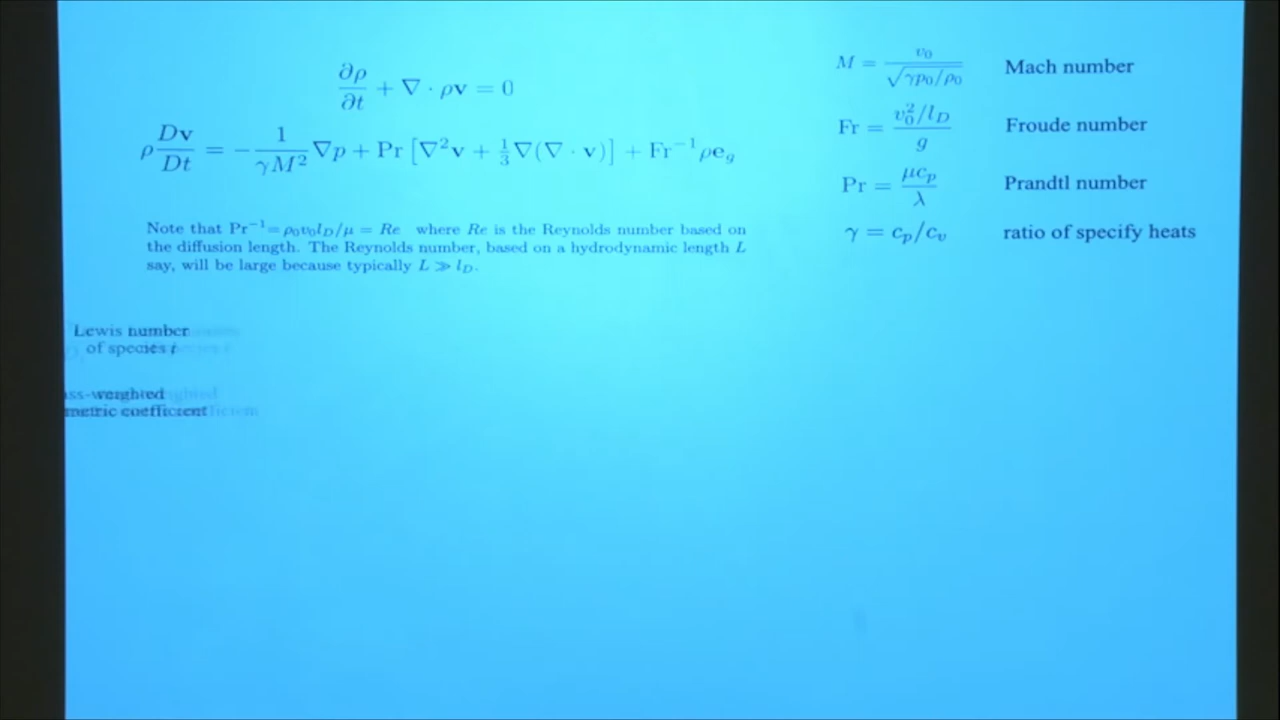 ∂ρ/∂t + ∇ · ρv = 0
ρ Dv/Dt = − 1/γM² ∇p + Pr [∇²v + ⅓∇(∇ · v)] + Fr⁻¹ρe_g
Note that Pr⁻¹ = ρ₀v₀l_D/μ = Re where Re is the Reynolds number based on
the diffusion length. The Reynolds number, based on a hydrodynamic length L
say, will be large because typically L ≫ l_D.
M = v₀/√(γp₀/ρ₀) Mach number
Fr = (v₀²/l_D)/g Froude number
Pr = μc_p/λ Prandtl number
γ = c_p/c_v ratio of specify heats
Lewis number
of species i
ss-weighted
metric coefficient